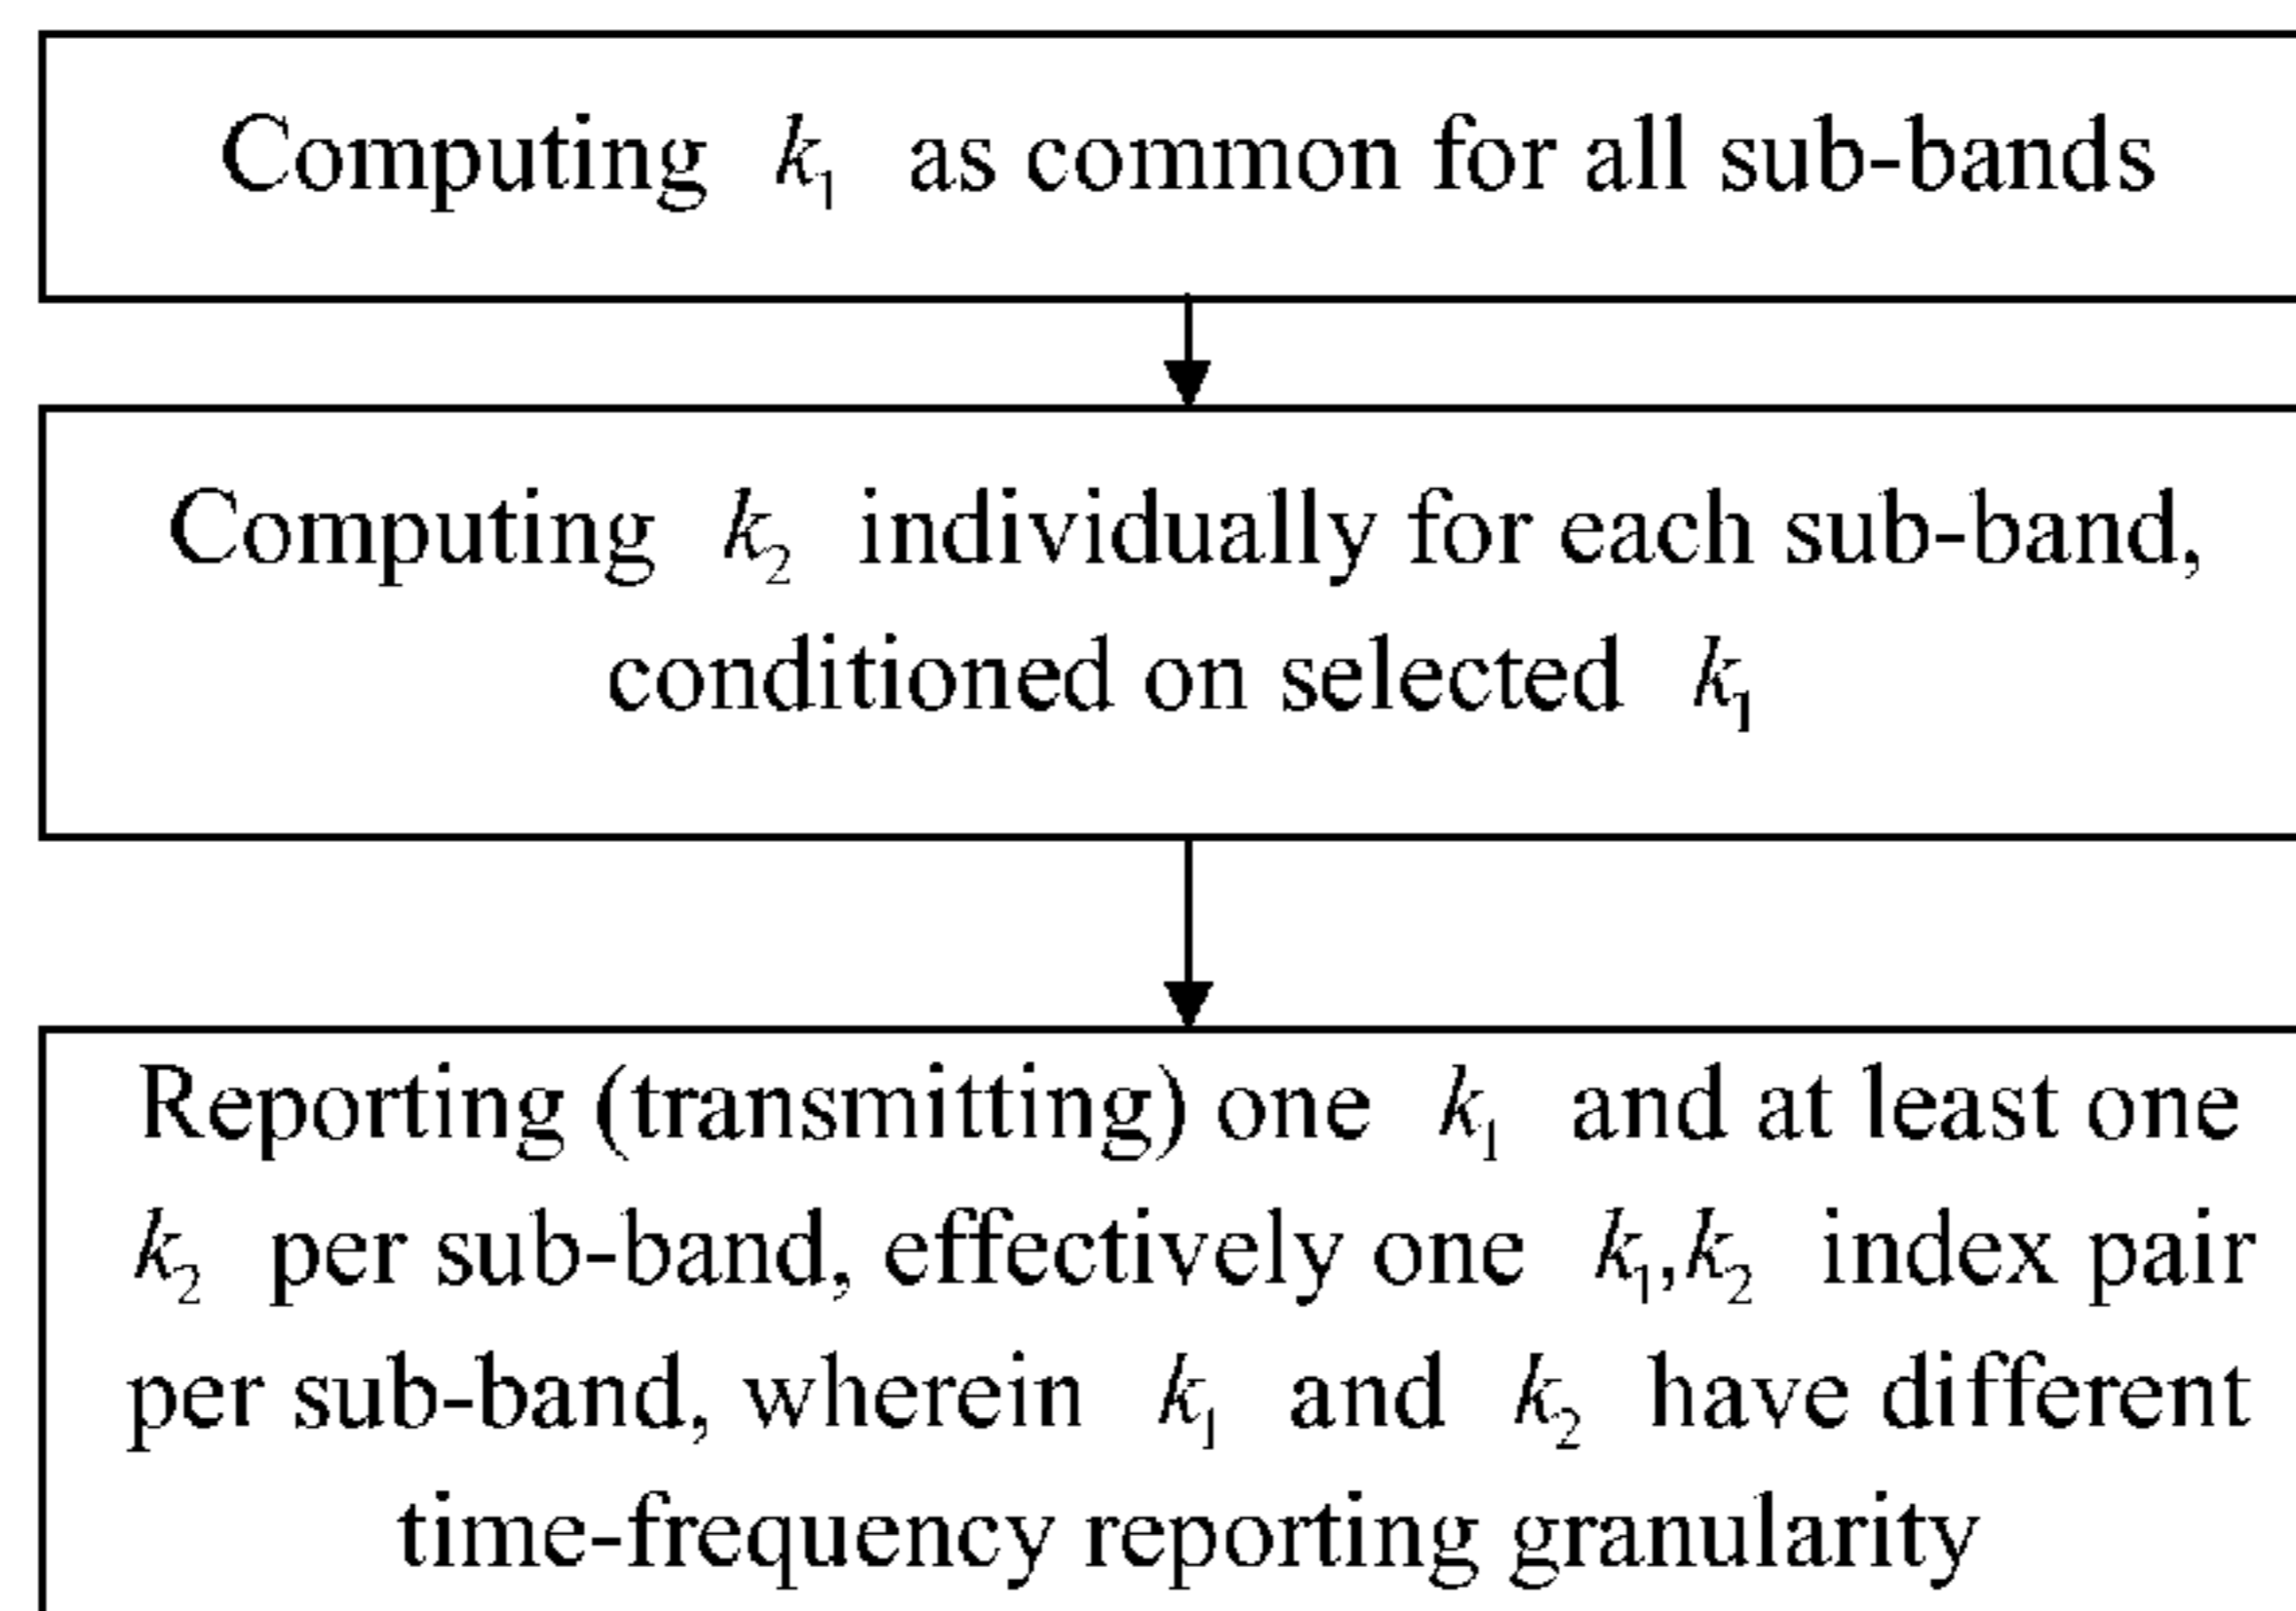 Computing k₁ as common for all sub-bands
Computing k₂ individually for each sub-band,
conditioned on selected k₁
Reporting (transmitting) one k₁ and at least one
k₂ per sub-band, effectively one k₁,k₂ index pair
per sub-band, wherein k₁ and k₂ have different
time-frequency reporting granularity